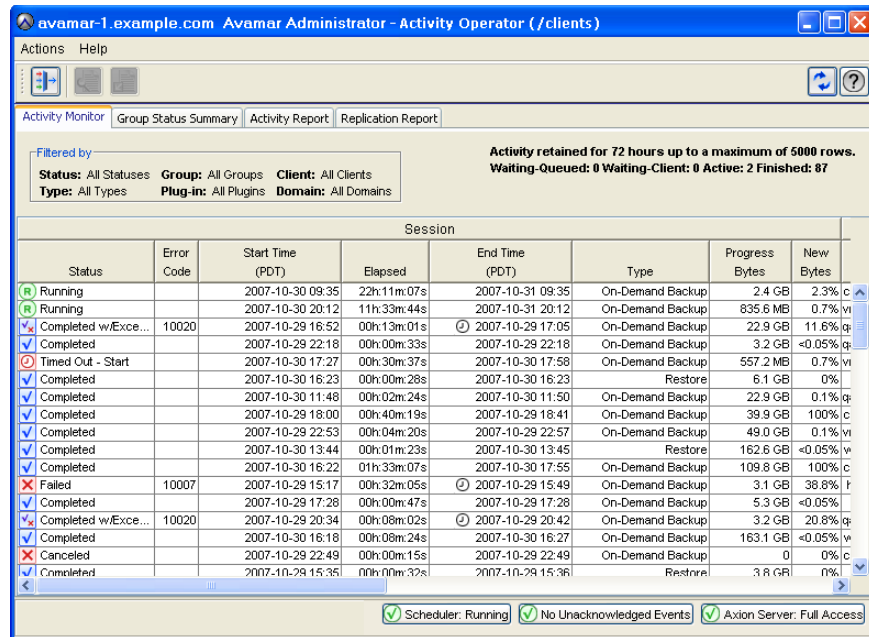 avamar-1.example.com Avamar Administrator - Activity Operator (/clients)
Actions Help
Activity Monitor Group Status Summary Activity Report Replication Report
Filtered by
Status: All Statuses Group: All Groups Client: All Clients
Type: All Types Plug-in: All Plugins Domain: All Domains
Activity retained for 72 hours up to a maximum of 5000 rows.
Waiting-Queued: 0 Waiting-Client: 0 Active: 2 Finished: 87
Session
Status Error Code Start Time (PDT) Elapsed End Time (PDT) Type Progress Bytes New Bytes
R Running 2007-10-30 09:35 22h:11m:07s 2007-10-31 09:35 On-Demand Backup 2.4 GB 2.3% c
R Running 2007-10-30 20:12 11h:33m:44s 2007-10-31 20:12 On-Demand Backup 835.6 MB 0.7%
Completed w/Exce... 10020 2007-10-29 16:52 00h:13m:01s 2007-10-29 17:05 On-Demand Backup 22.9 GB 11.6%
Completed 2007-10-29 22:18 00h:00m:33s 2007-10-29 22:18 On-Demand Backup 3.2 GB <0.05%
Timed Out - Start 2007-10-30 17:27 00h:30m:37s 2007-10-30 17:58 On-Demand Backup 557.2 MB 0.7%
Completed 2007-10-30 16:23 00h:00m:28s 2007-10-30 16:23 Restore 6.1 GB 0%
Completed 2007-10-30 11:48 00h:02m:24s 2007-10-30 11:50 On-Demand Backup 22.9 GB 0.1%
Completed 2007-10-29 18:00 00h:40m:19s 2007-10-29 18:41 On-Demand Backup 39.9 GB 100% c
Completed 2007-10-29 22:53 00h:04m:20s 2007-10-29 22:57 On-Demand Backup 49.0 GB 0.1%
Completed 2007-10-30 13:44 00h:01m:23s 2007-10-30 13:45 Restore 162.6 GB <0.05%
Completed 2007-10-30 16:22 01h:33m:07s 2007-10-30 17:55 On-Demand Backup 109.8 GB 100% c
Failed 10007 2007-10-29 15:17 00h:32m:05s 2007-10-29 15:49 On-Demand Backup 3.1 GB 38.8%
Completed 2007-10-29 17:28 00h:00m:47s 2007-10-29 17:28 On-Demand Backup 5.3 GB <0.05%
Completed w/Exce... 10020 2007-10-29 20:34 00h:08m:02s 2007-10-29 20:42 On-Demand Backup 3.2 GB 20.8%
Completed 2007-10-30 16:18 00h:08m:24s 2007-10-30 16:27 On-Demand Backup 163.1 GB <0.05%
Canceled 2007-10-29 22:49 00h:00m:15s 2007-10-29 22:49 On-Demand Backup 0 0% c
Completed 2007-10-29 15:35 00h:00m:32s 2007-10-29 15:36 Restore 3.8 GB 0%
Scheduler: Running No Unacknowledged Events Axion Server: Full Access